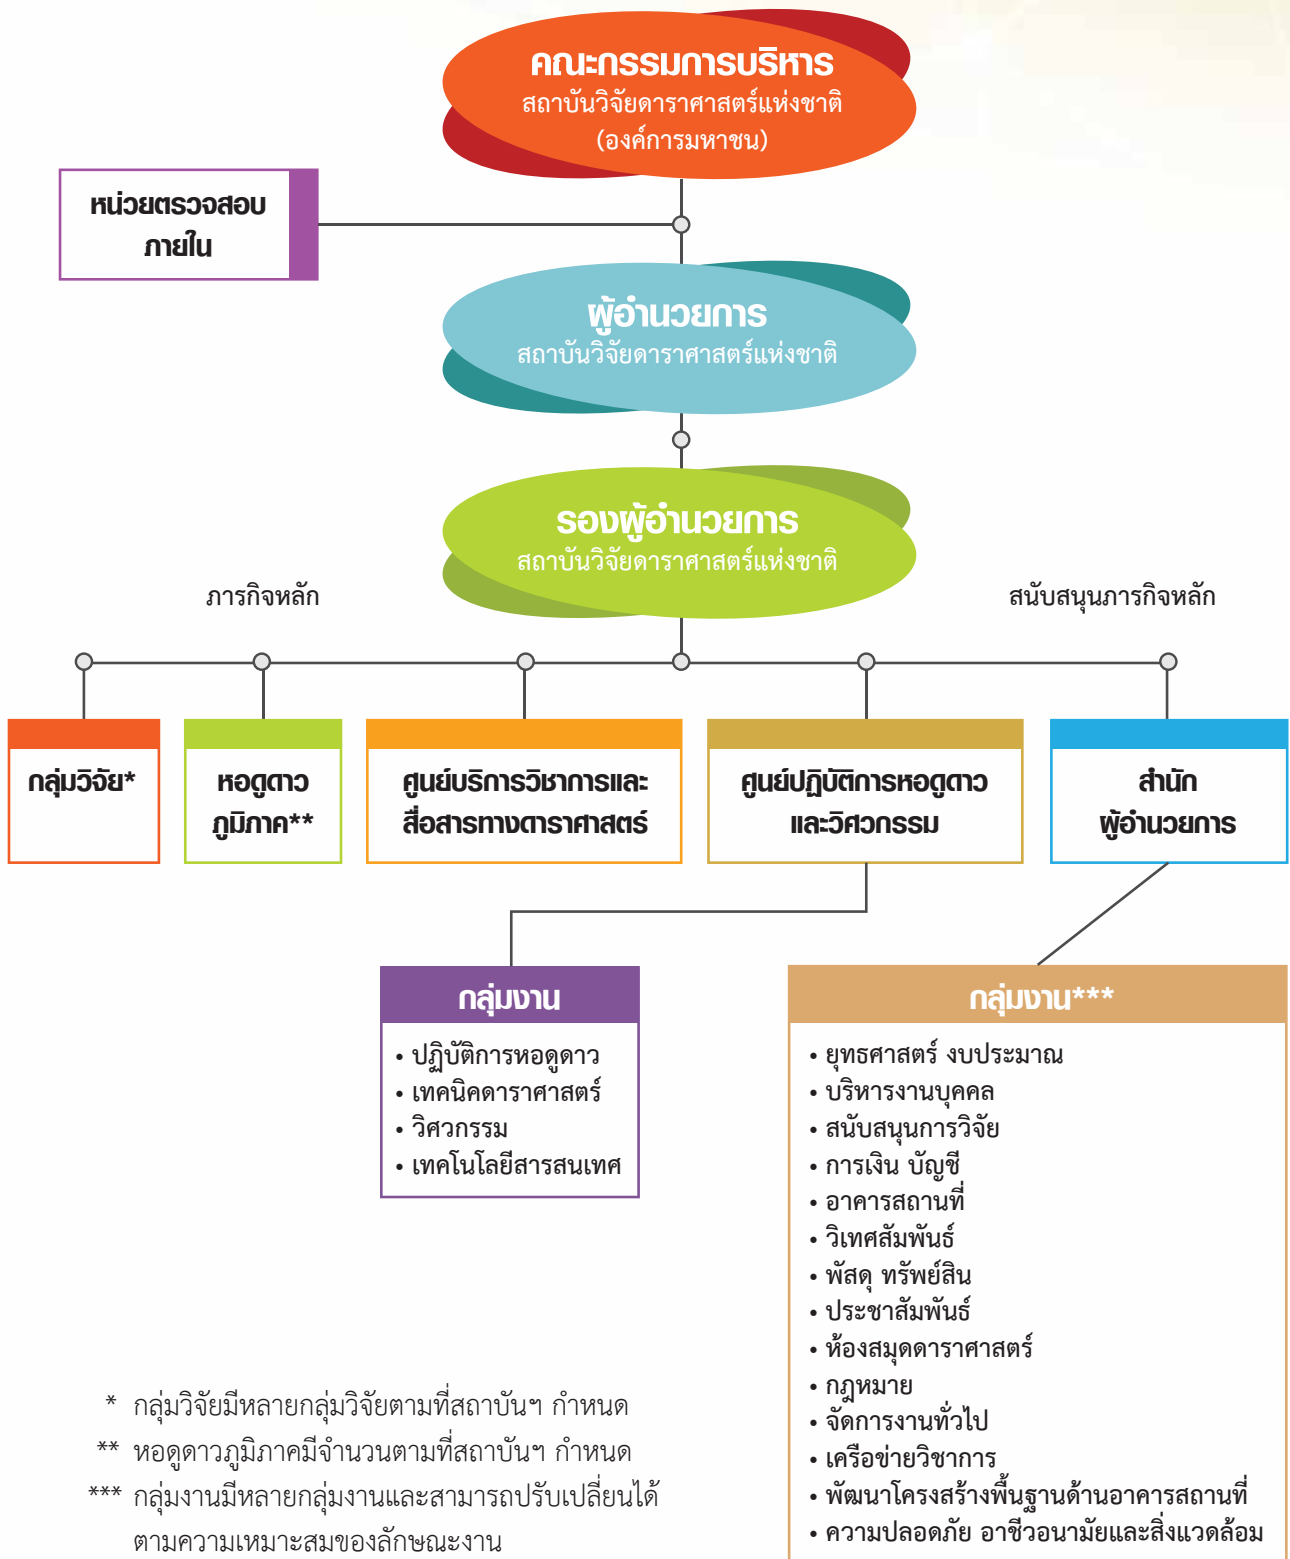 คณะกรรมการบริหาร
สถาบันวิจัยดาราศาสตร์แห่งชาติ
(องค์การมหาชน)
หน่วยตรวจสอบ
ภายใน
ผู้อำนวยการ
สถาบันวิจัยดาราศาสตร์แห่งชาติ
รองผู้อำนวยการ
สถาบันวิจัยดาราศาสตร์แห่งชาติ
ภารกิจหลัก
สนับสนุนภารกิจหลัก
กลุ่มวิจัย*
หอดูดาว
ภูมิภาค**
ศูนย์บริการวิชาการและ
สื่อสารทางดาราศาสตร์
ศูนย์ปฏิบัติการหอดูดาว
และวิศวกรรม
สำนัก
ผู้อำนวยการ
กลุ่มงาน
• ปฏิบัติการหอดูดาว
• เทคนิคดาราศาสตร์
• วิศวกรรม
• เทคโนโลยีสารสนเทศ
กลุ่มงาน***
• ยุทธศาสตร์ งบประมาณ
• บริหารงานบุคคล
• สนับสนุนการวิจัย
• การเงิน บัญชี
• อาคารสถานที่
• วิเทศสัมพันธ์
• พัสดุ ทรัพย์สิน
• ประชาสัมพันธ์
• ห้องสมุดดาราศาสตร์
• กฎหมาย
• จัดการงานทั่วไป
• เครือข่ายวิชาการ
• พัฒนาโครงสร้างพื้นฐานด้านอาคารสถานที่
• ความปลอดภัย อาชีวอนามัยและสิ่งแวดล้อม
* กลุ่มวิจัยมีหลายกลุ่มวิจัยตามที่สถาบันฯ กำหนด
** หอดูดาวภูมิภาคมีจำนวนตามที่สถาบันฯ กำหนด
*** กลุ่มงานมีหลายกลุ่มงานและสามารถปรับเปลี่ยนได้
ตามความเหมาะสมของลักษณะงาน